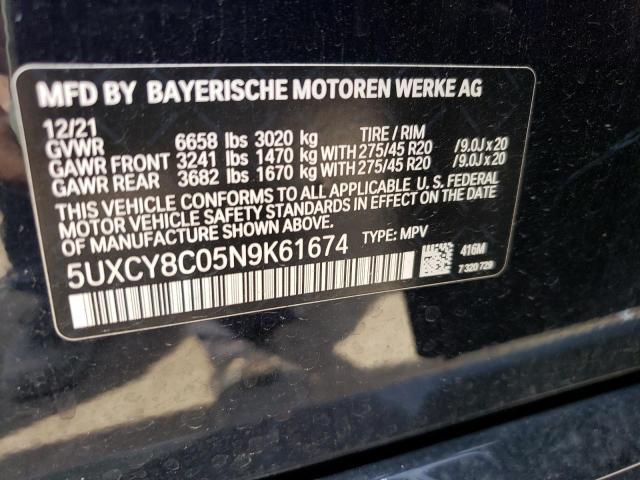 MFD BY BAYERISCHE MOTOREN WERKE AG
12/21 TIRE / RIM
GVWR 6658 lbs 3020 kg
GAWR FRONT 3241 lbs 1470 kg WITH 275/45 R20 /9.0J x 20
GAWR REAR 3682 lbs 1670 kg WITH 275/45 R20 /9.0J x 20
THIS VEHICLE CONFORMS TO ALL APPLICABLE U.S. FEDERAL
MOTOR VEHICLE SAFETY STANDARDS IN EFFECT ON THE DATE
OF MANUFACTURE SHOWN ABOVE.
5UXCY8C05N9K61674 TYPE: MPV
416M
7 320 729